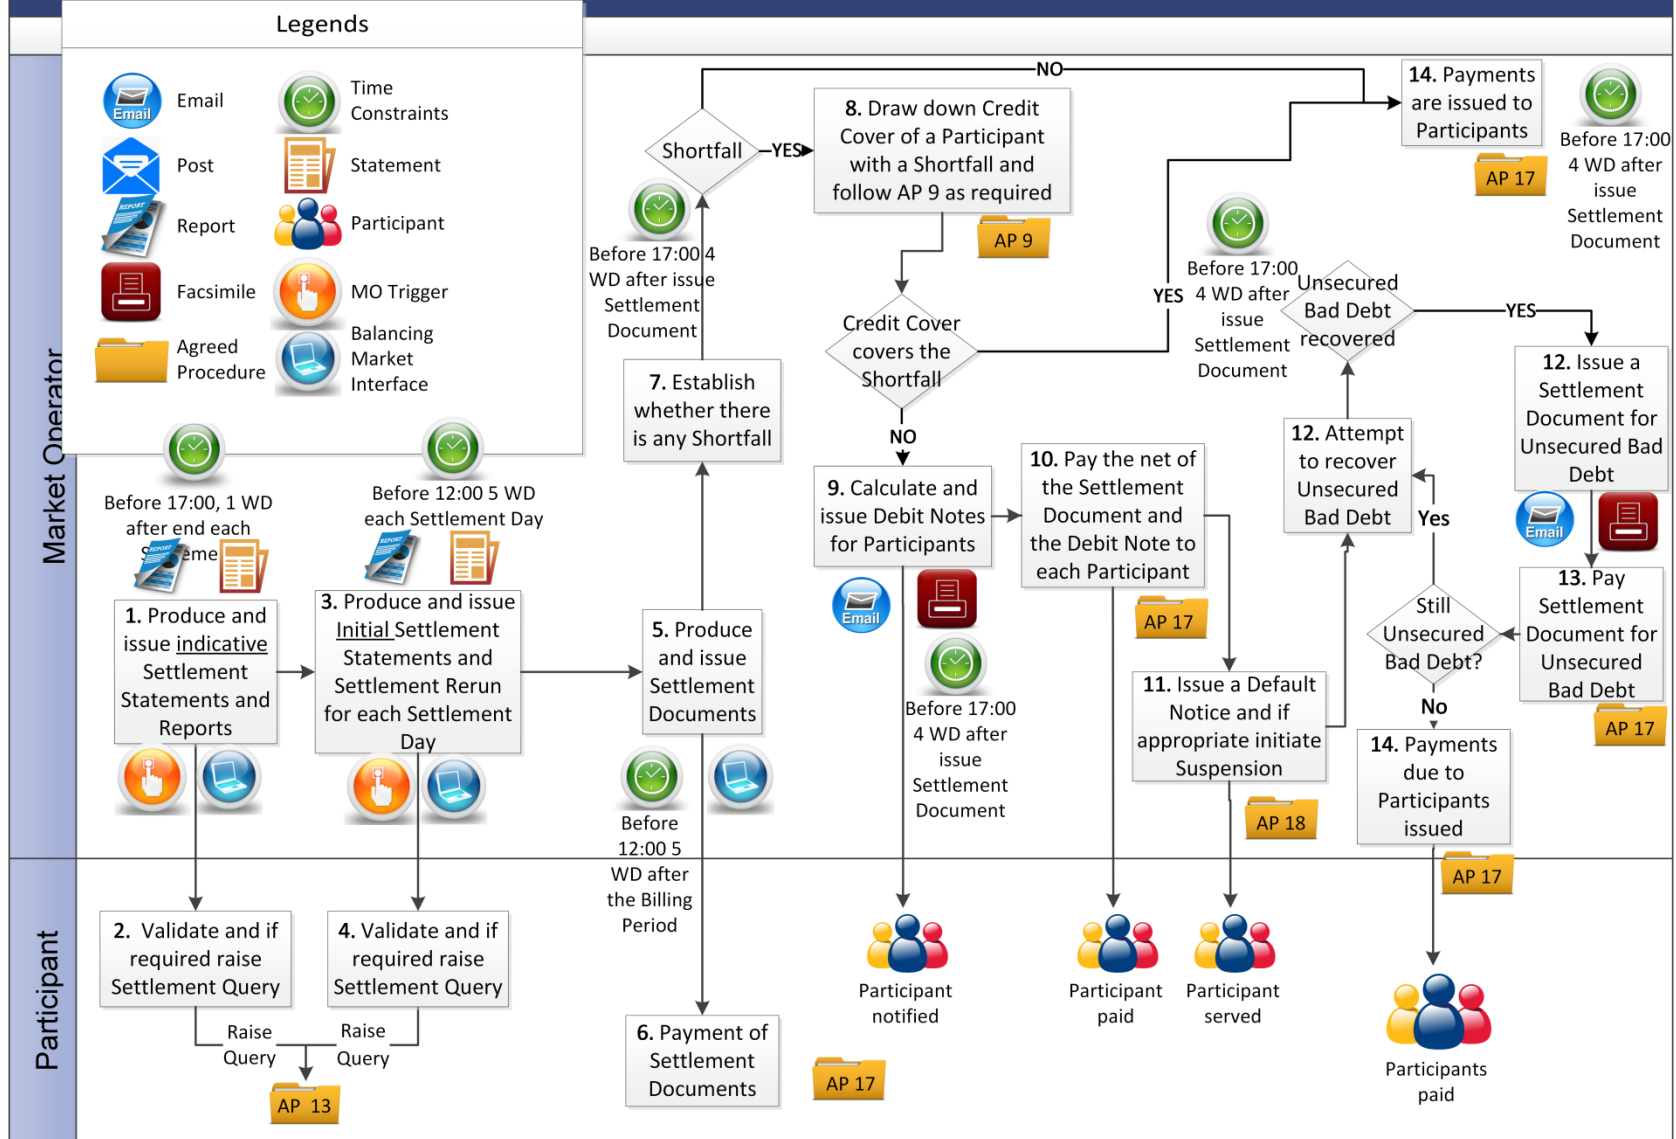 Legends
Email
Time
Constraints
Post
Statement
Report
Participant
Facsimile
MO Trigger
Agreed
Procedure
Balancing
Market
Interface
Email
REPORT
Market Operator
Participant
Before 17:00, 1 WD
after end each
REPORT
1. Produce and
issue indicative
Settlement
Statements and
Reports
2. Validate and if
required raise
Settlement Query
Raise
Query
Before 12:00 5 WD
each Settlement Day
REPORT
3. Produce and issue
Initial Settlement
Statements and
Settlement Rerun
for each Settlement
Day
4. Validate and if
required raise
Settlement Query
Raise
Query
AP 13
5. Produce
and issue
Settlement
Documents
Before
12:00 5
WD after
the Billing
Period
6. Payment of
Settlement
Documents
AP 17
7. Establish
whether there
is any Shortfall
Before 17:00 4
WD after issue
Settlement
Document
Shortfall
NO
YES
8. Draw down Credit
Cover of a Participant
with a Shortfall and
follow AP 9 as required
AP 9
Credit Cover
covers the
Shortfall
YES
NO
9. Calculate and
issue Debit Notes
for Participants
Email
Before 17:00
4 WD after
issue
Settlement
Document
Participant
notified
10. Pay the net of
the Settlement
Document and
the Debit Note to
each Participant
AP 17
Participant
paid
11. Issue a Default
Notice and if
appropriate initiate
Suspension
AP 18
Participant
served
12. Attempt
to recover
Unsecured
Bad Debt
Before 17:00
4 WD after
issue
Settlement
Document
Unsecured
Bad Debt
recovered
YES
12. Issue a
Settlement
Document for
Unsecured Bad
Debt
Email
13. Pay
Settlement
Document for
Unsecured
Bad Debt
AP 17
Still
Unsecured
Bad Debt?
Yes
No
14. Payments
due to
Participants
issued
AP 17
Participants
paid
14. Payments
are issued to
Participants
AP 17
Before 17:00
4 WD after
issue
Settlement
Document